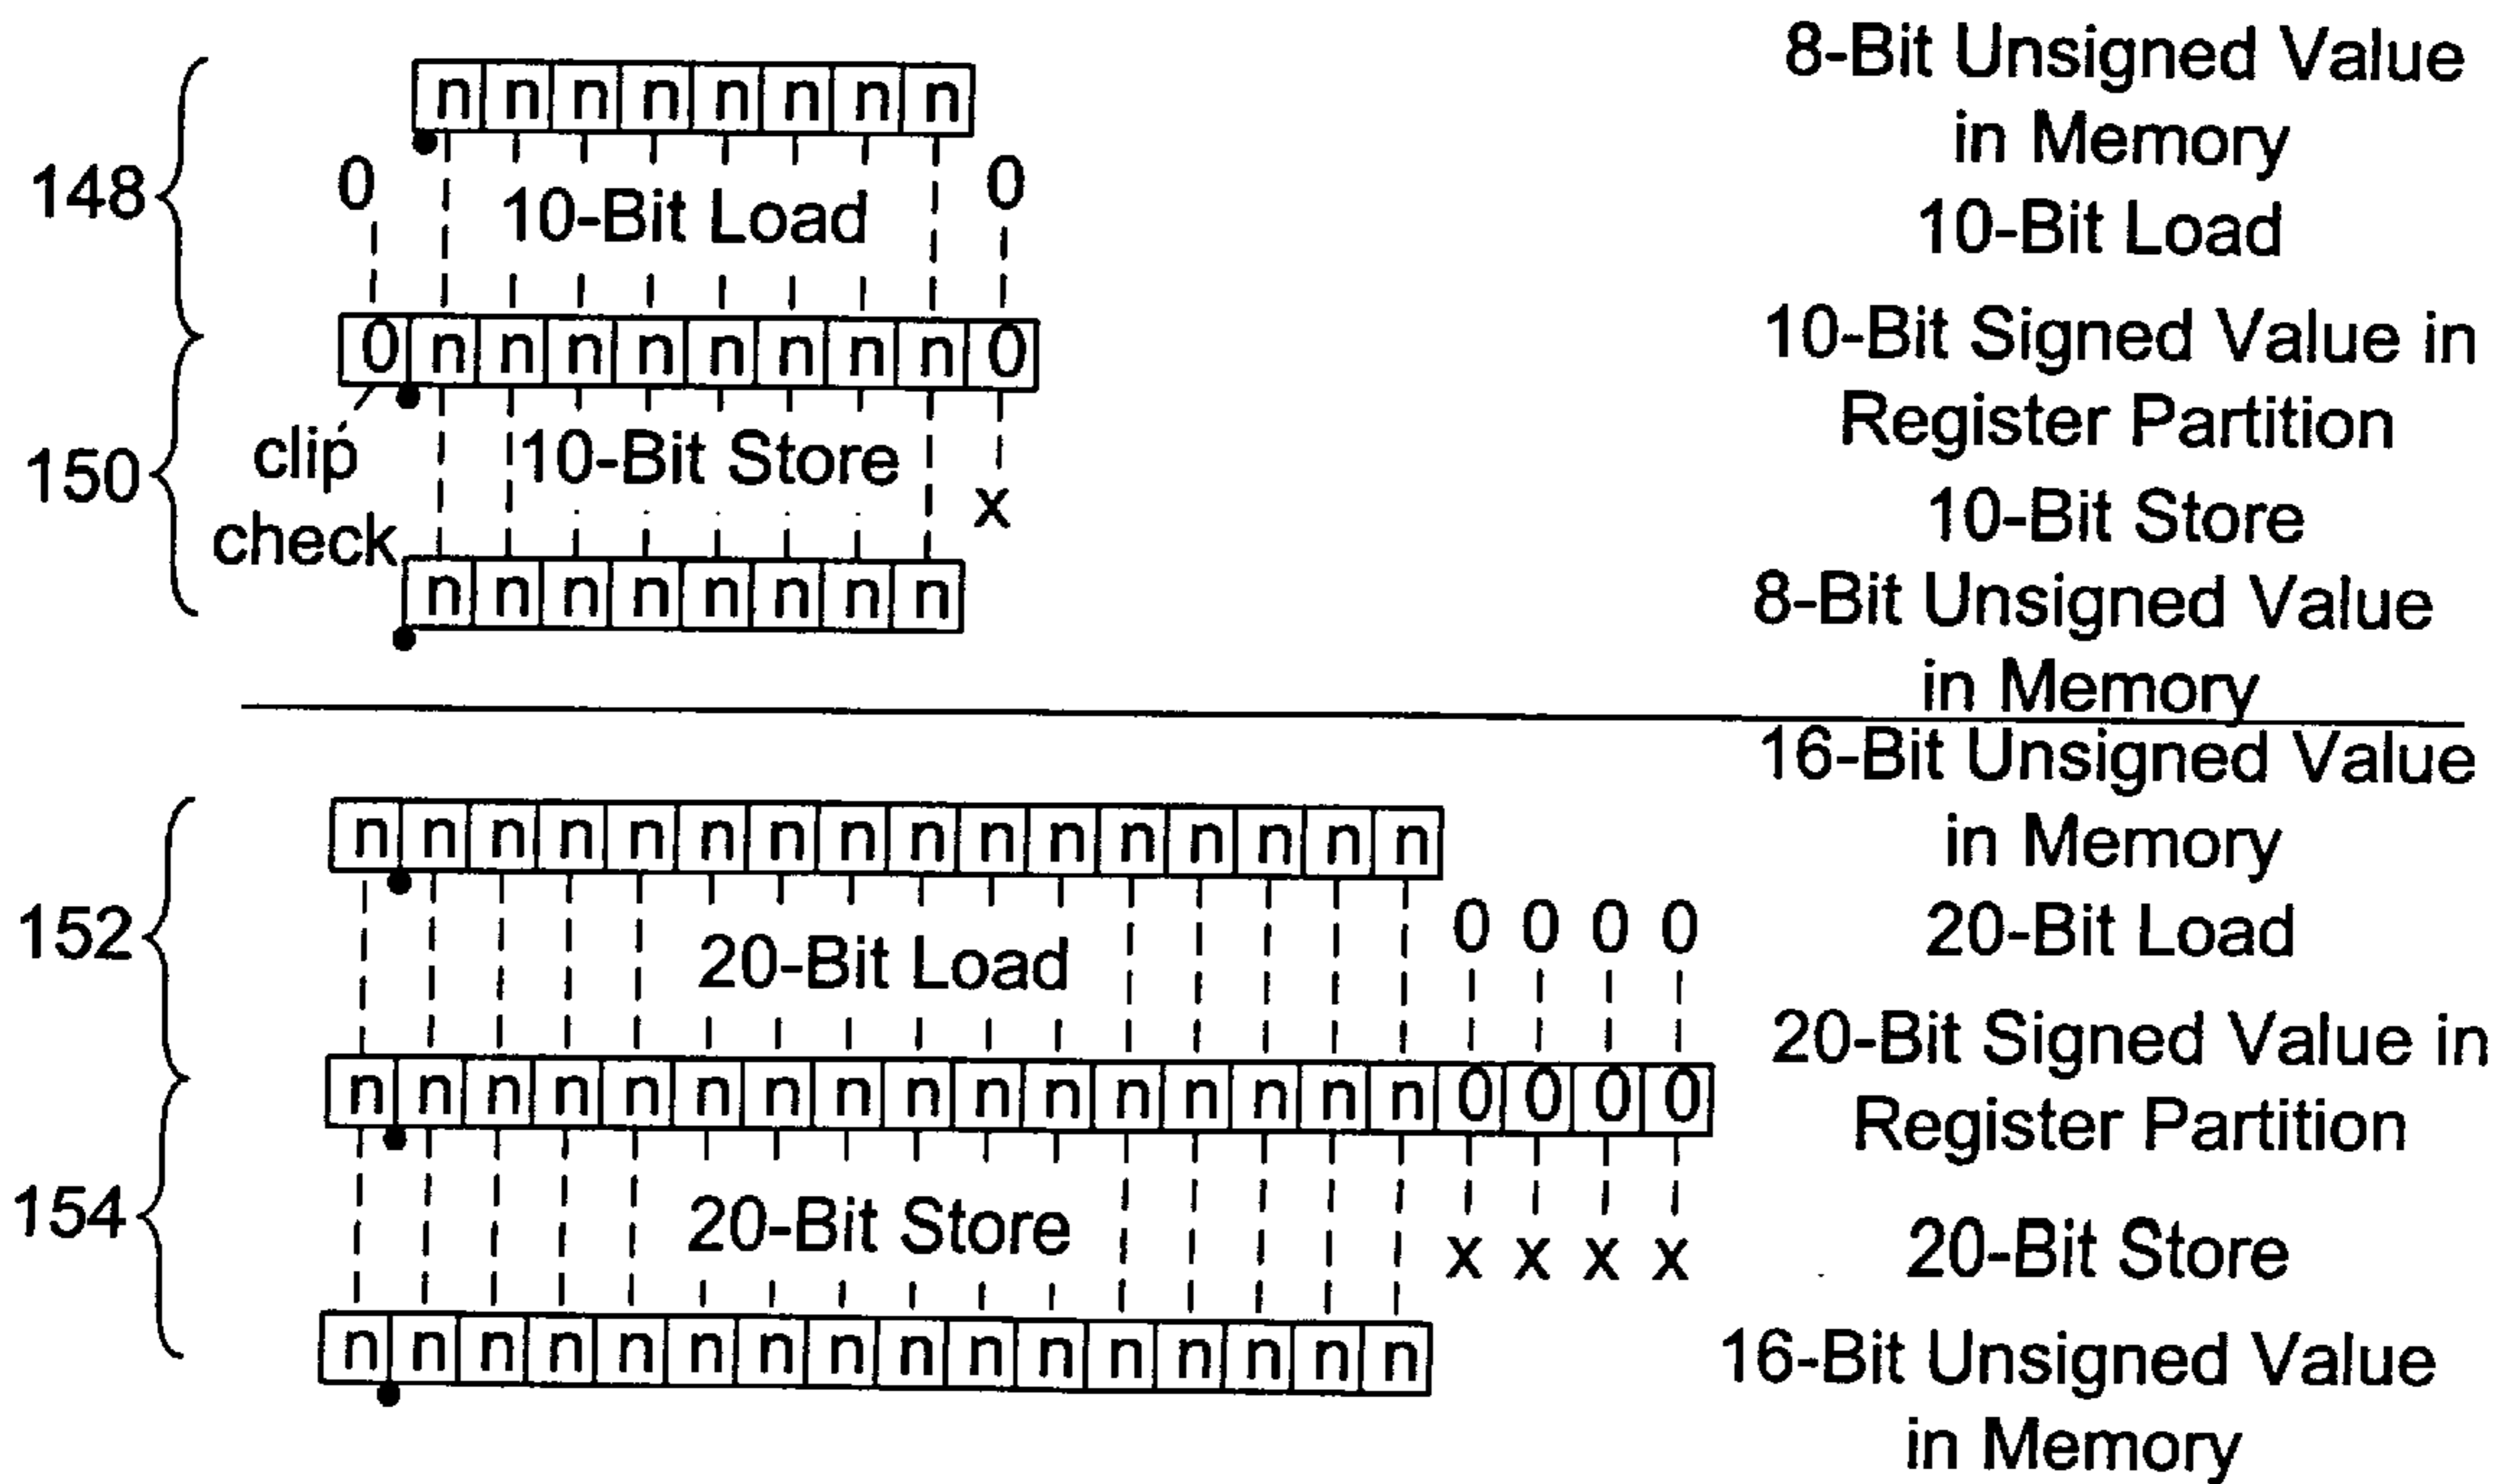 8-Bit Unsigned Value
in Memory
n n n n n n n n
148
0 10-Bit Load 0
10-Bit Load
0 n n n n n n n n 0
10-Bit Signed Value in
Register Partition
clip
check
150
10-Bit Store
x
10-Bit Store
n n n n n n n n
8-Bit Unsigned Value
in Memory
16-Bit Unsigned Value
in Memory
n n n n n n n n n n n n n n n n
152
20-Bit Load
0 0 0 0
20-Bit Load
n n n n n n n n n n n n n n n n 0 0 0 0
20-Bit Signed Value in
Register Partition
154
20-Bit Store
x x x x
20-Bit Store
n n n n n n n n n n n n n n n n
16-Bit Unsigned Value
in Memory